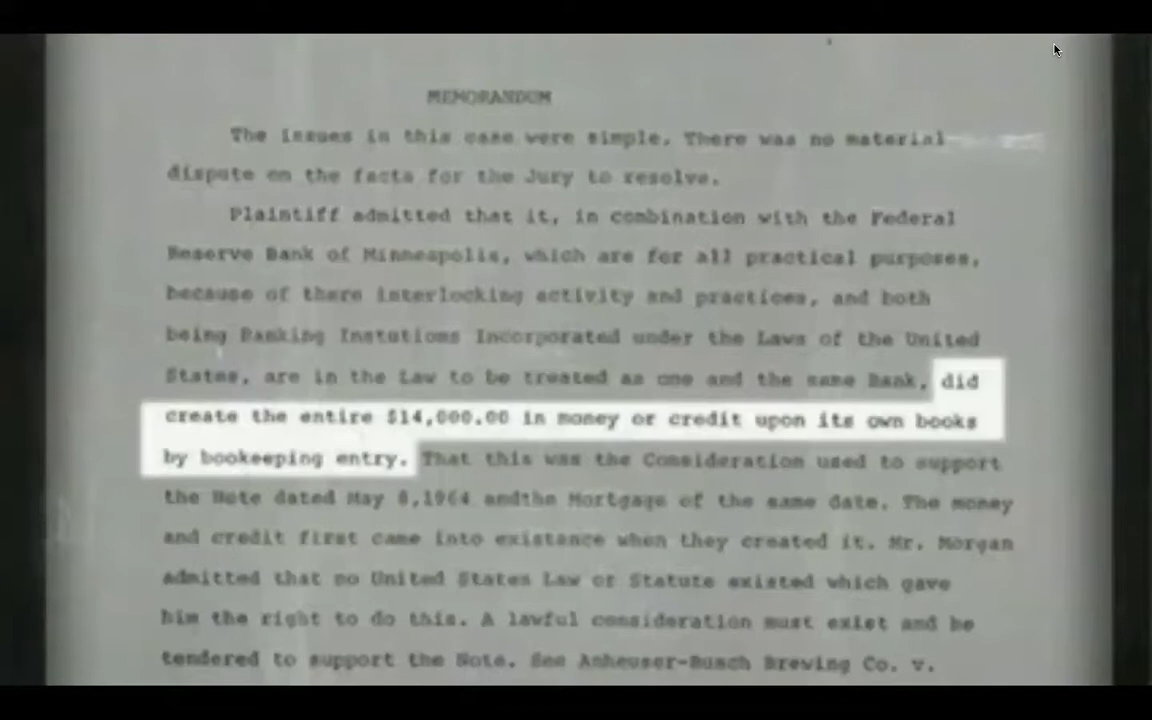 MEMORANDUM
The issues in this case were simple. There was no material
dispute on the facts for the Jury to resolve.
Plaintiff admitted that it, in combination with the Federal
Reserve Bank of Minneapolis, which are for all practical purposes,
because of there interlocking activity and practices, and both
being Banking Instutions Incorporated under the Laws of the United
States, are in the Law to be treated as one and the same Bank, did
create the entire $14,000.00 in money or credit upon its own books
by bookeeping entry. That this was the Consideration used to support
the Note dated May 8,1964 andthe Mortgage of the same date. The money
and credit first came into existance when they created it. Mr. Morgan
admitted that no United States Law or Statute existed which gave
him the right to do this. A lawful consideration must exist and be
tendered to support the Note. See Anheuser-Busch Brewing Co. v.